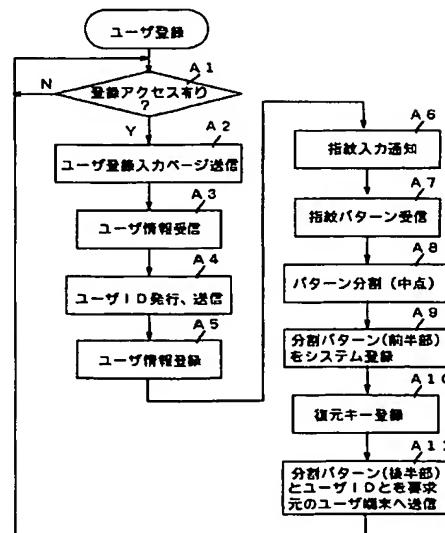 ユーザ登録
A1
登録アクセス有り
?
N
Y
A2
ユーザ登録入力ページ送信
A3
ユーザ情報受信
A4
ユーザID発行、送信
A5
ユーザ情報登録
A6
指紋入力通知
A7
指紋パターン受信
A8
パターン分割(中点)
A9
分割パターン(前半部)
をシステム登録
A10
復元キー登録
A11
分割パターン(後半部)
とユーザIDとを要求
元のユーザ端末へ送信